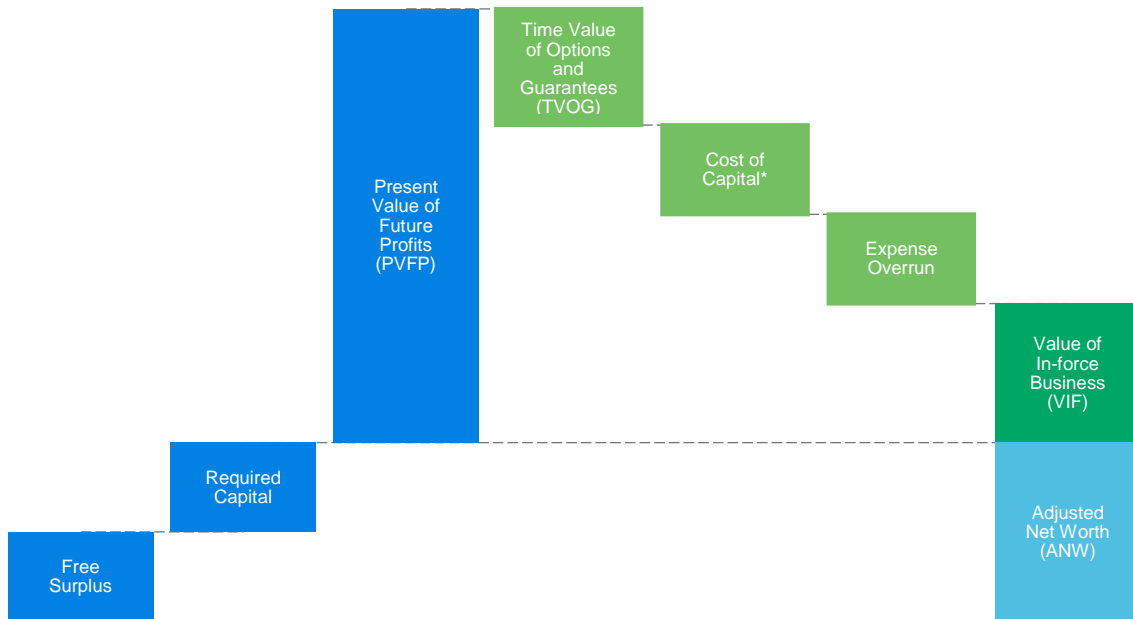 Time Value
of Options
and
Guarantees
(TVOG)
Cost of
Capital*
Present
Value of
Future
Profits
(PVFP)
Expense
Overrun
Value of
In-force
Business
(VIF)
Required
Capital
Adjusted
Net Worth
(ANW)
Free
Surplus